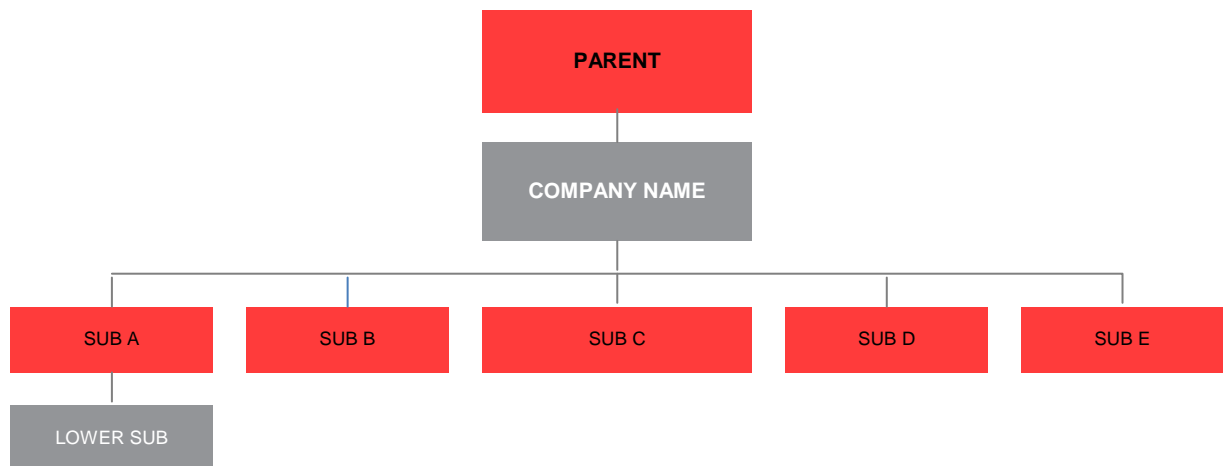 PARENT
COMPANY NAME
SUB A
SUB B
SUB C
SUB D
SUB E
LOWER SUB